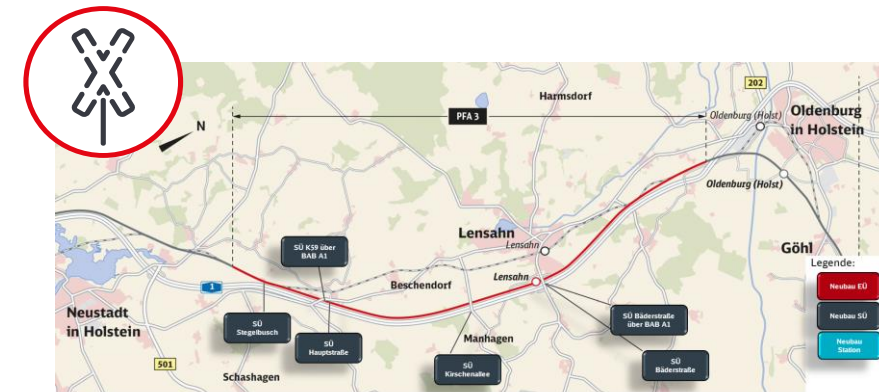 202
Harmsdorf
Oldenburg (Holst)
Oldenburg
in Holstein
PFA 3
N
Oldenburg (Holst)
Lensahn
Lensahn
SÜ K59 über
BAB A1
Göhl
Legende:
Lensahn
Beschendorf
1
Neubau EÜ
Neustadt
in Holstein
SÜ
Stegelbusch
SÜ
Hauptstraße
SÜ Bäderstraße
über BAB A1
Neubau SÜ
Manhagen
Neubau
Station
501
SÜ
Kirschenallee
SÜ
Bäderstraße
Schashagen